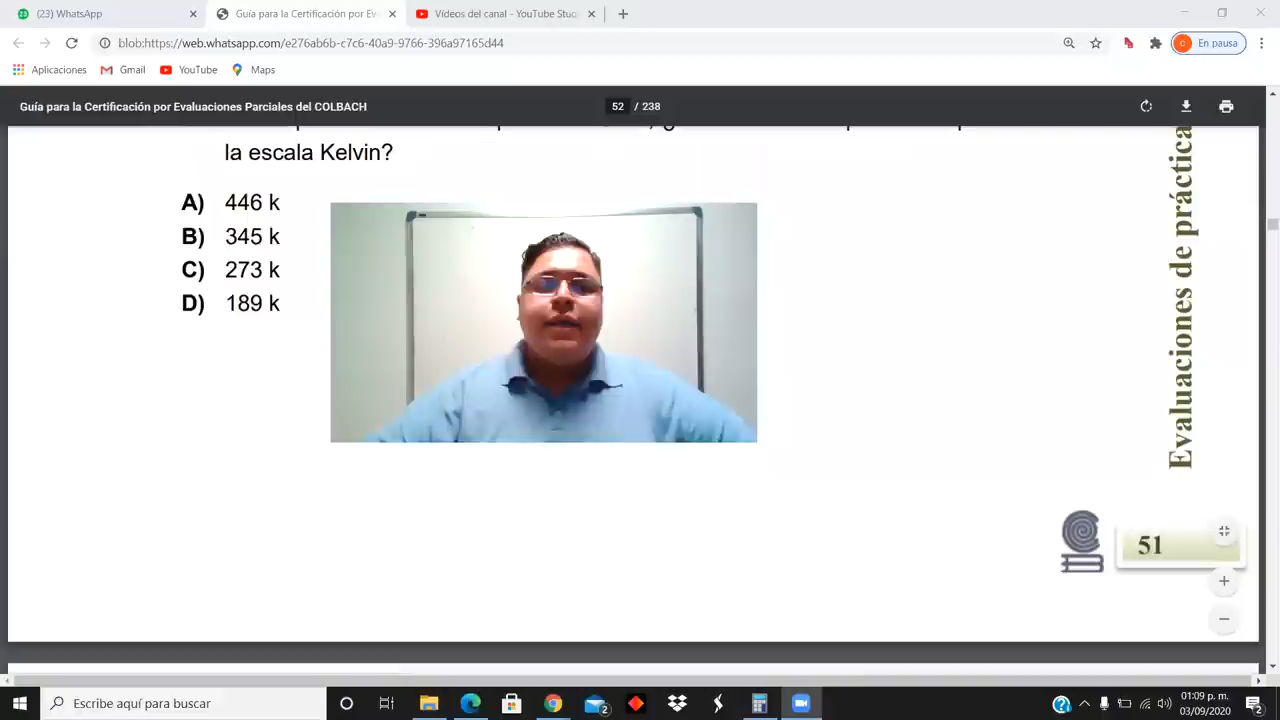 (23) WhatsApp
Guía para la Certificación por Ev
Vídeos del canal - YouTube Stu
blob:https://web.whatsapp.com/e276ab6b-c7c6-40a9-9766-396a97165d44
En pausa
Aplicaciones
Gmail
YouTube
Maps
Guía para la Certificación por Evaluaciones Parciales del COLBACH
52 / 238
la escala Kelvin?
A) 446 k
B) 345 k
C) 273 k
D) 189 k
Evaluaciones de práctica
51
Escribe aquí para buscar
01:09 p. m.
03/09/2020